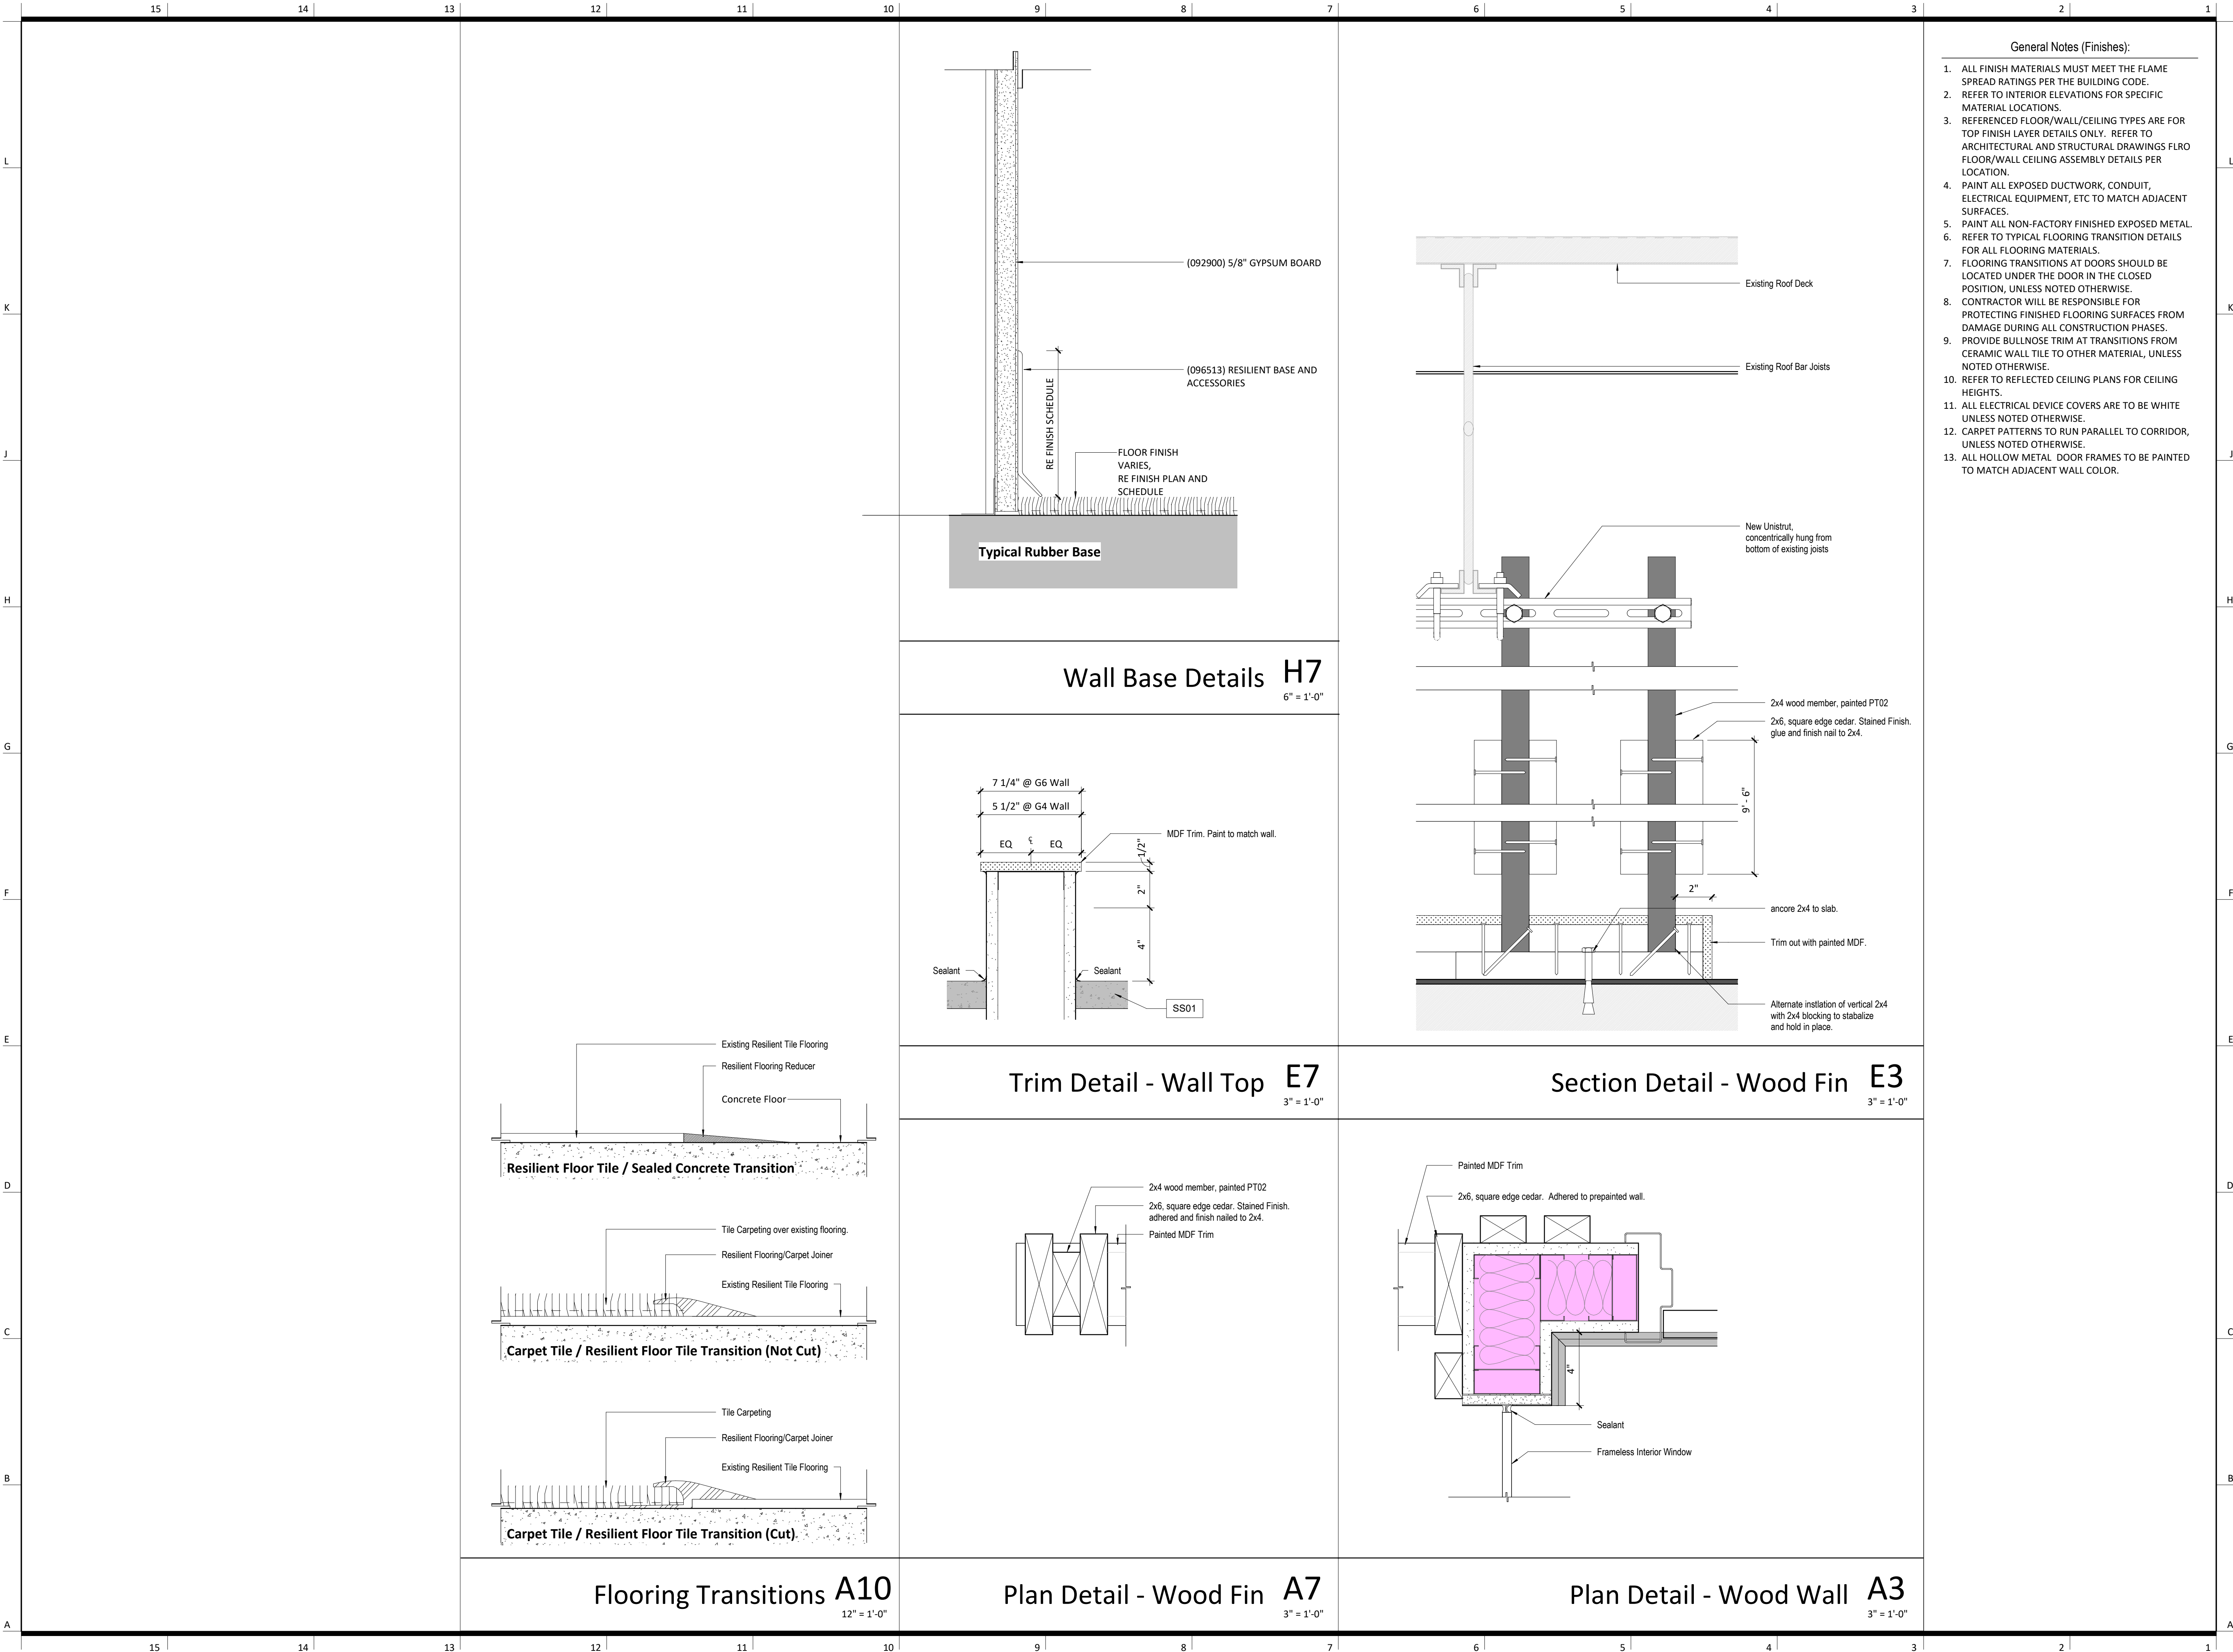 15 14 13 12 11 10 9 8 7 6 5 4 3 2 1
L
K
J
H
G
F
E
D
C
B
A
(092900) 5/8" GYPSUM BOARD
(096513) RESILIENT BASE AND
ACCESSORIES
RE FINISH SCHEDULE
FLOOR FINISH
VARIES,
RE FINISH PLAN AND
SCHEDULE
Typical Rubber Base
Wall Base Details H7
6" = 1'-0"
7 1/4" @ G6 Wall
5 1/2" @ G4 Wall
EQ ℄ EQ
MDF Trim. Paint to match wall.
1/2"
2"
4"
Sealant
Sealant
SS01
Trim Detail - Wall Top E7
3" = 1'-0"
Existing Roof Deck
Existing Roof Bar Joists
New Unistrut,
concentrically hung from
bottom of existing joists
2x4 wood member, painted PT02
2x6, square edge cedar. Stained Finish.
glue and finish nail to 2x4.
9' - 6"
2"
ancore 2x4 to slab.
Trim out with painted MDF.
Alternate instlation of vertical 2x4
with 2x4 blocking to stabalize
and hold in place.
Section Detail - Wood Fin E3
3" = 1'-0"
Existing Resilient Tile Flooring
Resilient Flooring Reducer
Concrete Floor
Resilient Floor Tile / Sealed Concrete Transition
Tile Carpeting over existing flooring.
Resilient Flooring/Carpet Joiner
Existing Resilient Tile Flooring
Carpet Tile / Resilient Floor Tile Transition (Not Cut)
Tile Carpeting
Resilient Flooring/Carpet Joiner
Existing Resilient Tile Flooring
Carpet Tile / Resilient Floor Tile Transition (Cut)
Flooring Transitions A10
12" = 1'-0"
2x4 wood member, painted PT02
2x6, square edge cedar. Stained Finish.
adhered and finish nailed to 2x4.
Painted MDF Trim
Plan Detail - Wood Fin A7
3" = 1'-0"
Painted MDF Trim
2x6, square edge cedar. Adhered to prepainted wall.
4"
Sealant
Frameless Interior Window
Plan Detail - Wood Wall A3
3" = 1'-0"
General Notes (Finishes):
1. ALL FINISH MATERIALS MUST MEET THE FLAME
SPREAD RATINGS PER THE BUILDING CODE.
2. REFER TO INTERIOR ELEVATIONS FOR SPECIFIC
MATERIAL LOCATIONS.
3. REFERENCED FLOOR/WALL/CEILING TYPES ARE FOR
TOP FINISH LAYER DETAILS ONLY. REFER TO
ARCHITECTURAL AND STRUCTURAL DRAWINGS FLRO
FLOOR/WALL CEILING ASSEMBLY DETAILS PER
LOCATION.
4. PAINT ALL EXPOSED DUCTWORK, CONDUIT,
ELECTRICAL EQUIPMENT, ETC TO MATCH ADJACENT
SURFACES.
5. PAINT ALL NON-FACTORY FINISHED EXPOSED METAL.
6. REFER TO TYPICAL FLOORING TRANSITION DETAILS
FOR ALL FLOORING MATERIALS.
7. FLOORING TRANSITIONS AT DOORS SHOULD BE
LOCATED UNDER THE DOOR IN THE CLOSED
POSITION, UNLESS NOTED OTHERWISE.
8. CONTRACTOR WILL BE RESPONSIBLE FOR
PROTECTING FINISHED FLOORING SURFACES FROM
DAMAGE DURING ALL CONSTRUCTION PHASES.
9. PROVIDE BULLNOSE TRIM AT TRANSITIONS FROM
CERAMIC WALL TILE TO OTHER MATERIAL, UNLESS
NOTED OTHERWISE.
10. REFER TO REFLECTED CEILING PLANS FOR CEILING
HEIGHTS.
11. ALL ELECTRICAL DEVICE COVERS ARE TO BE WHITE
UNLESS NOTED OTHERWISE.
12. CARPET PATTERNS TO RUN PARALLEL TO CORRIDOR,
UNLESS NOTED OTHERWISE.
13. ALL HOLLOW METAL DOOR FRAMES TO BE PAINTED
TO MATCH ADJACENT WALL COLOR.
L
K
J
H
G
F
E
D
C
B
A
15 14 13 12 11 10 9 8 7 6 5 4 3 2 1